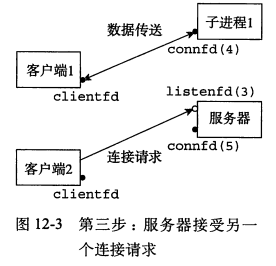 数据传送
子进程1
connfd(4)
客户端1
clientfd
listenfd(3)
服务器
connfd(5)
连接请求
客户端2
clientfd
图 12-3 第三步：服务器接受另一
个连接请求